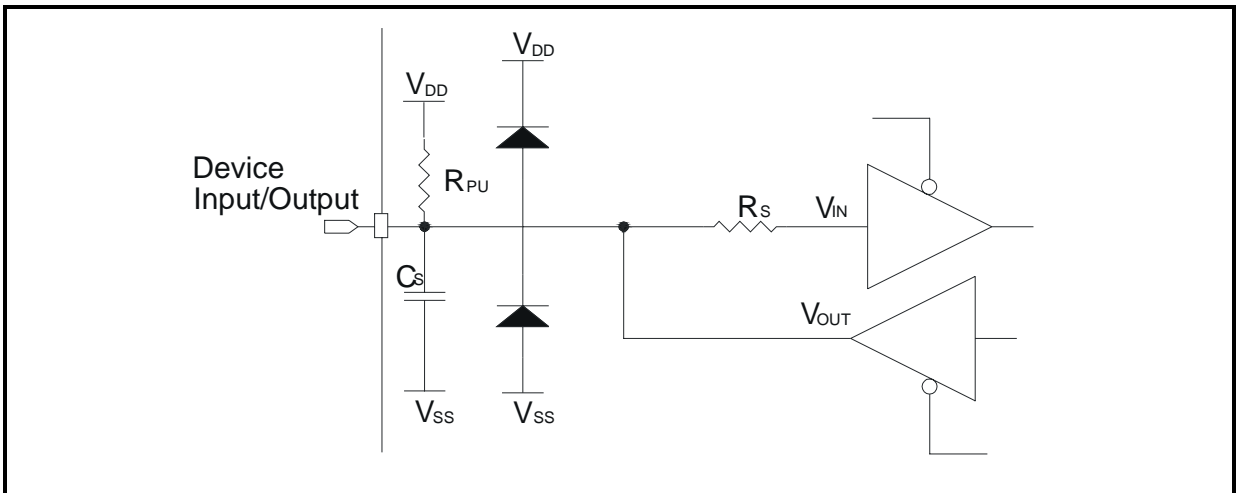 VDD
VDD
Device
Input/Output
RPU
RS
VIN
CS
VOUT
VSS
VSS